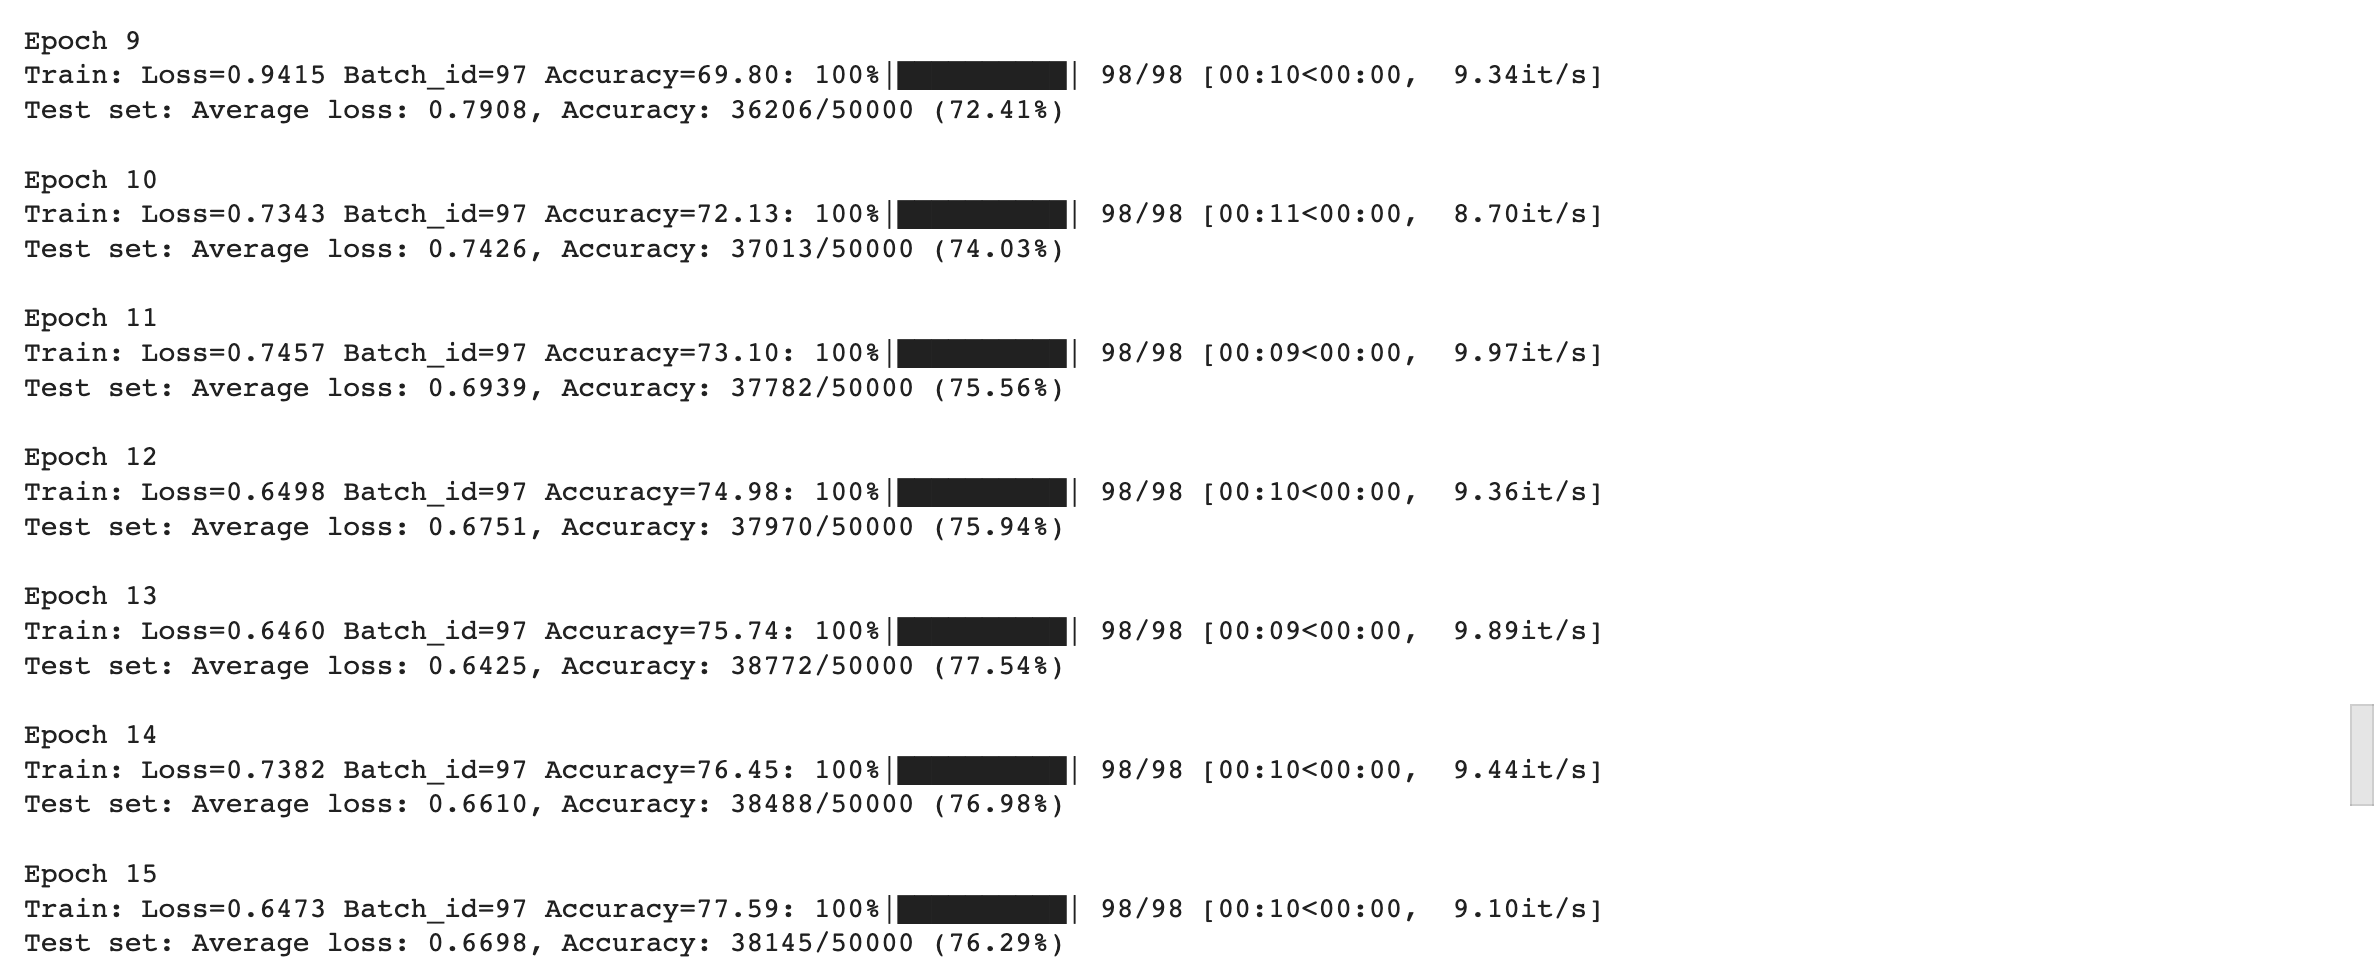 Epoch 9
Train: Loss=0.9415 Batch_id=97 Accuracy=69.80: 100%|██████████| 98/98 [00:10<00:00,  9.34it/s]
Test set: Average loss: 0.7908, Accuracy: 36206/50000 (72.41%)
Epoch 10
Train: Loss=0.7343 Batch_id=97 Accuracy=72.13: 100%|██████████| 98/98 [00:11<00:00,  8.70it/s]
Test set: Average loss: 0.7426, Accuracy: 37013/50000 (74.03%)
Epoch 11
Train: Loss=0.7457 Batch_id=97 Accuracy=73.10: 100%|██████████| 98/98 [00:09<00:00,  9.97it/s]
Test set: Average loss: 0.6939, Accuracy: 37782/50000 (75.56%)
Epoch 12
Train: Loss=0.6498 Batch_id=97 Accuracy=74.98: 100%|██████████| 98/98 [00:10<00:00,  9.36it/s]
Test set: Average loss: 0.6751, Accuracy: 37970/50000 (75.94%)
Epoch 13
Train: Loss=0.6460 Batch_id=97 Accuracy=75.74: 100%|██████████| 98/98 [00:09<00:00,  9.89it/s]
Test set: Average loss: 0.6425, Accuracy: 38772/50000 (77.54%)
Epoch 14
Train: Loss=0.7382 Batch_id=97 Accuracy=76.45: 100%|██████████| 98/98 [00:10<00:00,  9.44it/s]
Test set: Average loss: 0.6610, Accuracy: 38488/50000 (76.98%)
Epoch 15
Train: Loss=0.6473 Batch_id=97 Accuracy=77.59: 100%|██████████| 98/98 [00:10<00:00,  9.10it/s]
Test set: Average loss: 0.6698, Accuracy: 38145/50000 (76.29%)